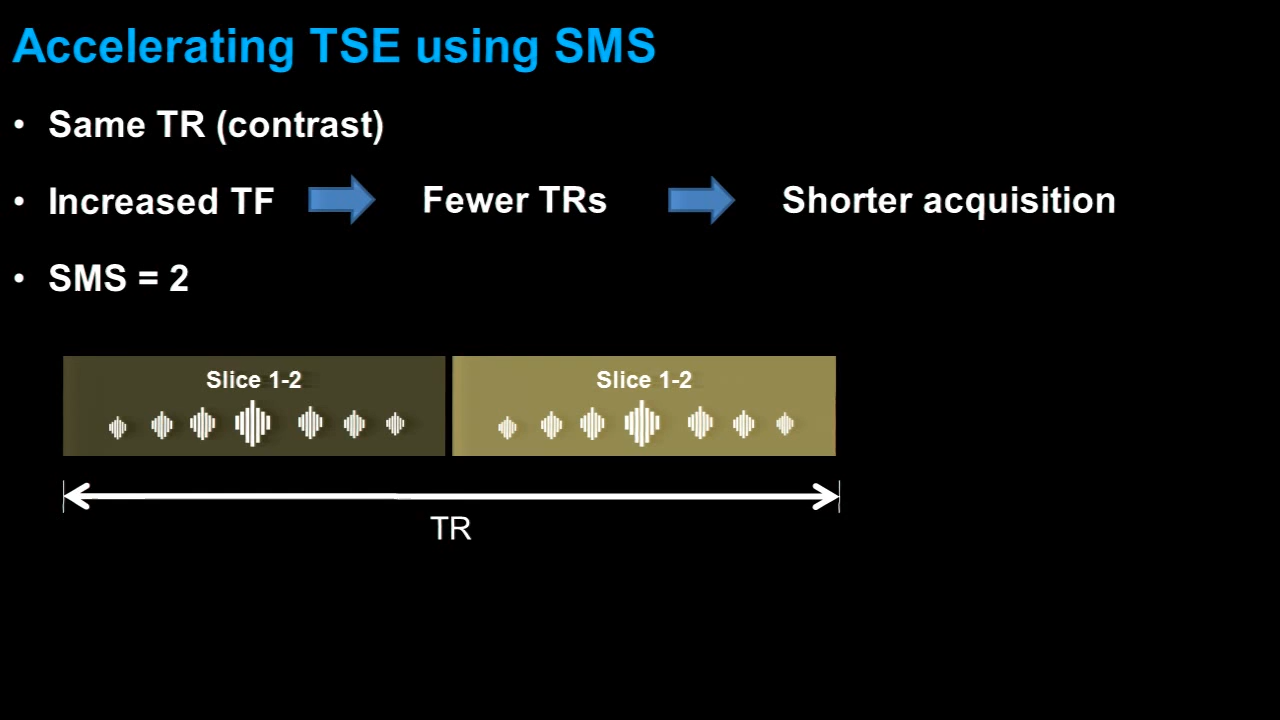 Accelerating TSE using SMS
• Same TR (contrast)
• Increased TF Fewer TRs Shorter acquisition
• SMS = 2
Slice 1-2 Slice 1-2
TR